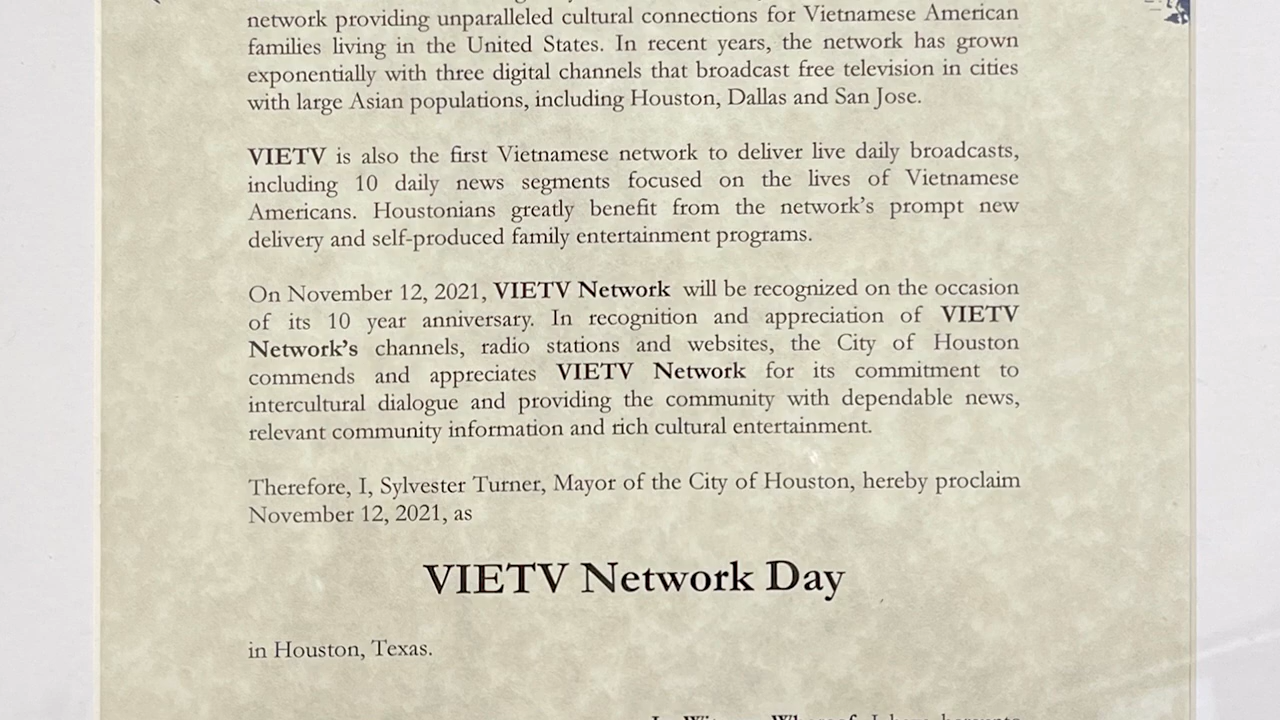 network providing unparalleled cultural connections for Vietnamese American
families living in the United States. In recent years, the network has grown
exponentially with three digital channels that broadcast free television in cities
with large Asian populations, including Houston, Dallas and San Jose.
VIETV is also the first Vietnamese network to deliver live daily broadcasts,
including 10 daily news segments focused on the lives of Vietnamese
Americans. Houstonians greatly benefit from the network's prompt new
delivery and self-produced family entertainment programs.
On November 12, 2021, VIETV Network will be recognized on the occasion
of its 10 year anniversary. In recognition and appreciation of VIETV
Network's channels, radio stations and websites, the City of Houston
commends and appreciates VIETV Network for its commitment to
intercultural dialogue and providing the community with dependable news,
relevant community information and rich cultural entertainment.
Therefore, I, Sylvester Turner, Mayor of the City of Houston, hereby proclaim
November 12, 2021, as
VIETV Network Day
in Houston, Texas.